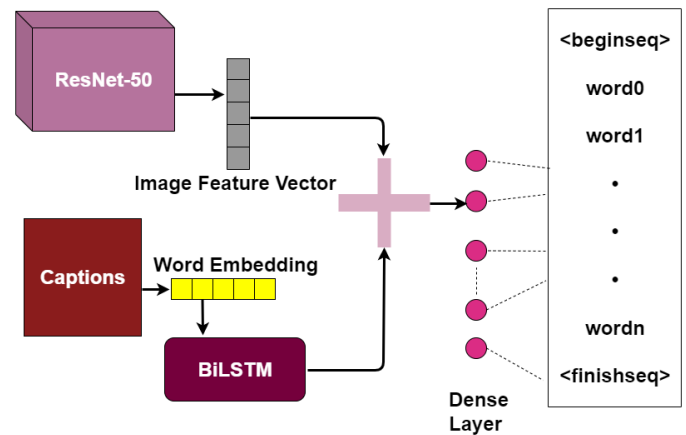 ResNet-50
Image Feature Vector
Captions
Word Embedding
BiLSTM
Dense
Layer
<beginseq>
word0
word1
.
.
.
wordn
<finishseq>